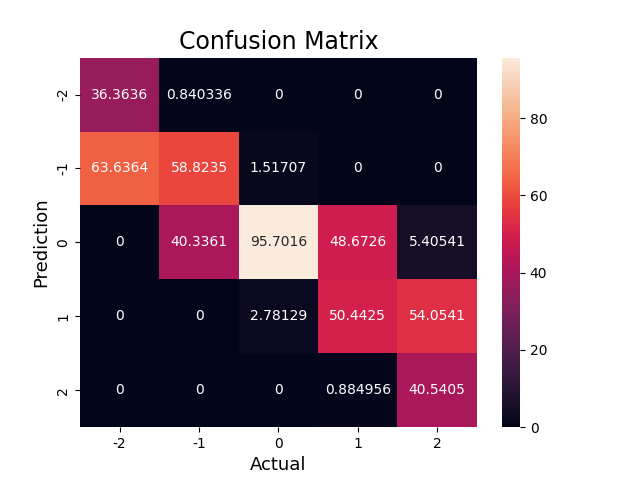 Confusion Matrix
-2 36.3636 0.840336 0 0 0
-1 63.6364 58.8235 1.51707 0 0
0 0 40.3361 95.7016 48.6726 5.40541
1 0 0 2.78129 50.4425 54.0541
2 0 0 0 0.884956 40.5405
-2 -1 0 1 2
Actual
Prediction
80
60
40
20
0